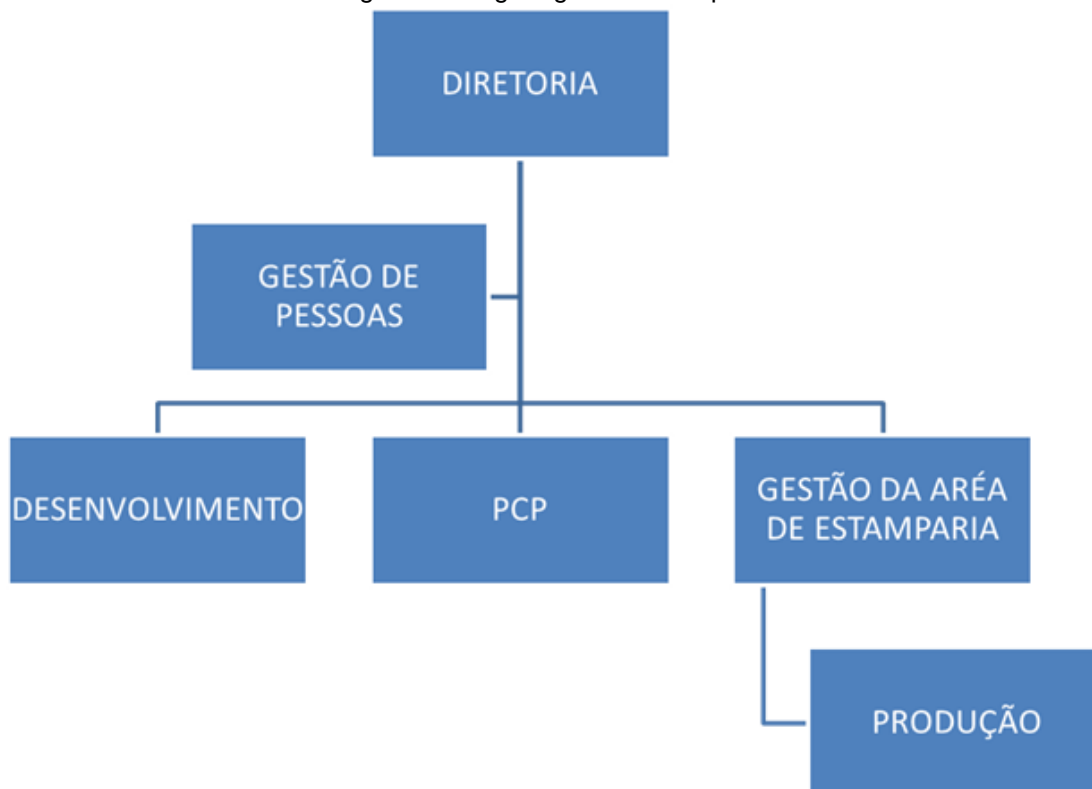 DIRETORIA
GESTÃO DE
PESSOAS
DESENVOLVIMENTO
PCP
GESTÃO DA ARÉA
DE ESTAMPARIA
PRODUÇÃO